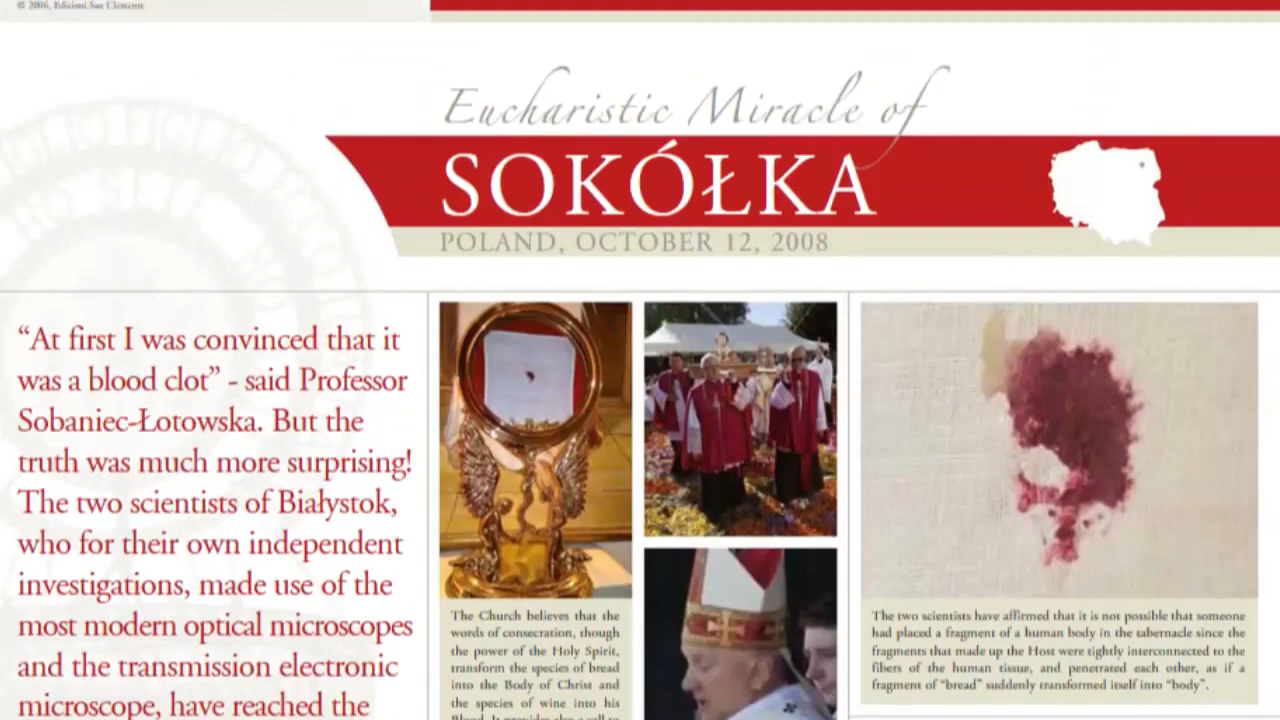 © 2006, Edizioni San Clemente
Eucharistic Miracle of
SOKÓŁKA
POLAND, OCTOBER 12, 2008
“At first I was convinced that it
was a blood clot” - said Professor
Sobaniec-Łotowska. But the
truth was much more surprising!
The two scientists of Białystok,
who for their own independent
investigations, made use of the
most modern optical microscopes
and the transmission electronic
microscope, have reached the
The Church believes that the
words of consecration, though
the power of the Holy Spirit,
transform the species of bread
into the Body of Christ and
the species of wine into his
Blood. It provides also a call to
The two scientists have affirmed that it is not possible that someone
had placed a fragment of a human body in the tabernacle since the
fragments that made up the Host were tightly interconnected to the
fibers of the human tissue, and penetrated each other, as if a
fragment of “bread” suddenly transformed itself into “body”.